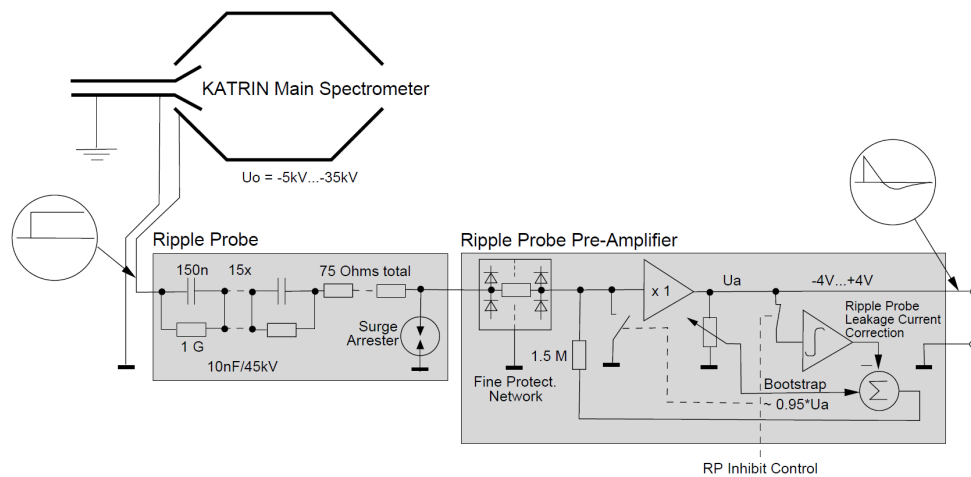 KATRIN Main Spectrometer
Uo = -5kV...-35kV
Ripple Probe
150n
15x
75 Ohms total
1 G
10nF/45kV
Surge
Arrester
Ripple Probe Pre-Amplifier
x 1
Ua
-4V...+4V
Ripple Probe
Leakage Current
Correction
1.5 M
Fine Protect.
Network
Bootstrap
~ 0.95*Ua
∫
—
Σ
RP Inhibit Control